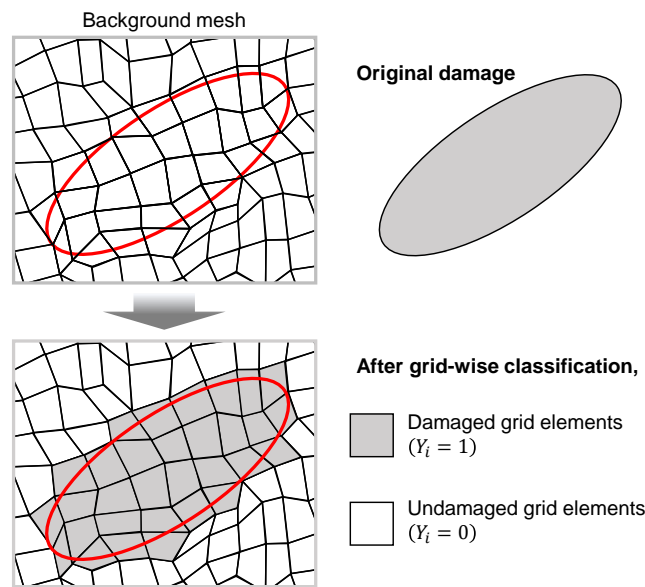 Background mesh
Original damage
After grid-wise classification,
Damaged grid elements
(Yᵢ = 1)
Undamaged grid elements
(Yᵢ = 0)